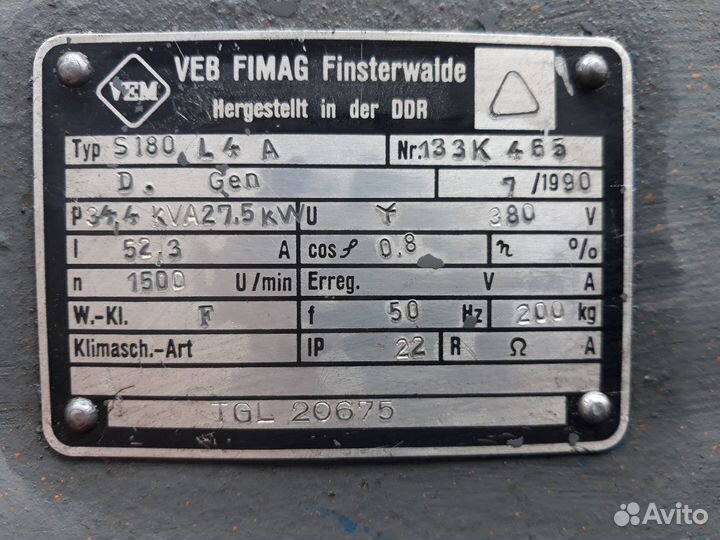 VEM
VEB FIMAG Finsterwalde
Hergestellt in der DDR
Typ S180 L4 A Nr. 133K 465
D. Gen 7/1990
P 34,4 kVA 27,5 kW U Y 380 V
I 52,3 A cosρ 0,8 η %
n 1500 U/min Erreg. V A
W.-Kl. F f 50 Hz 200 kg
Klimasch.-Art IP 22 R Ω A
TGL 20675
Avito